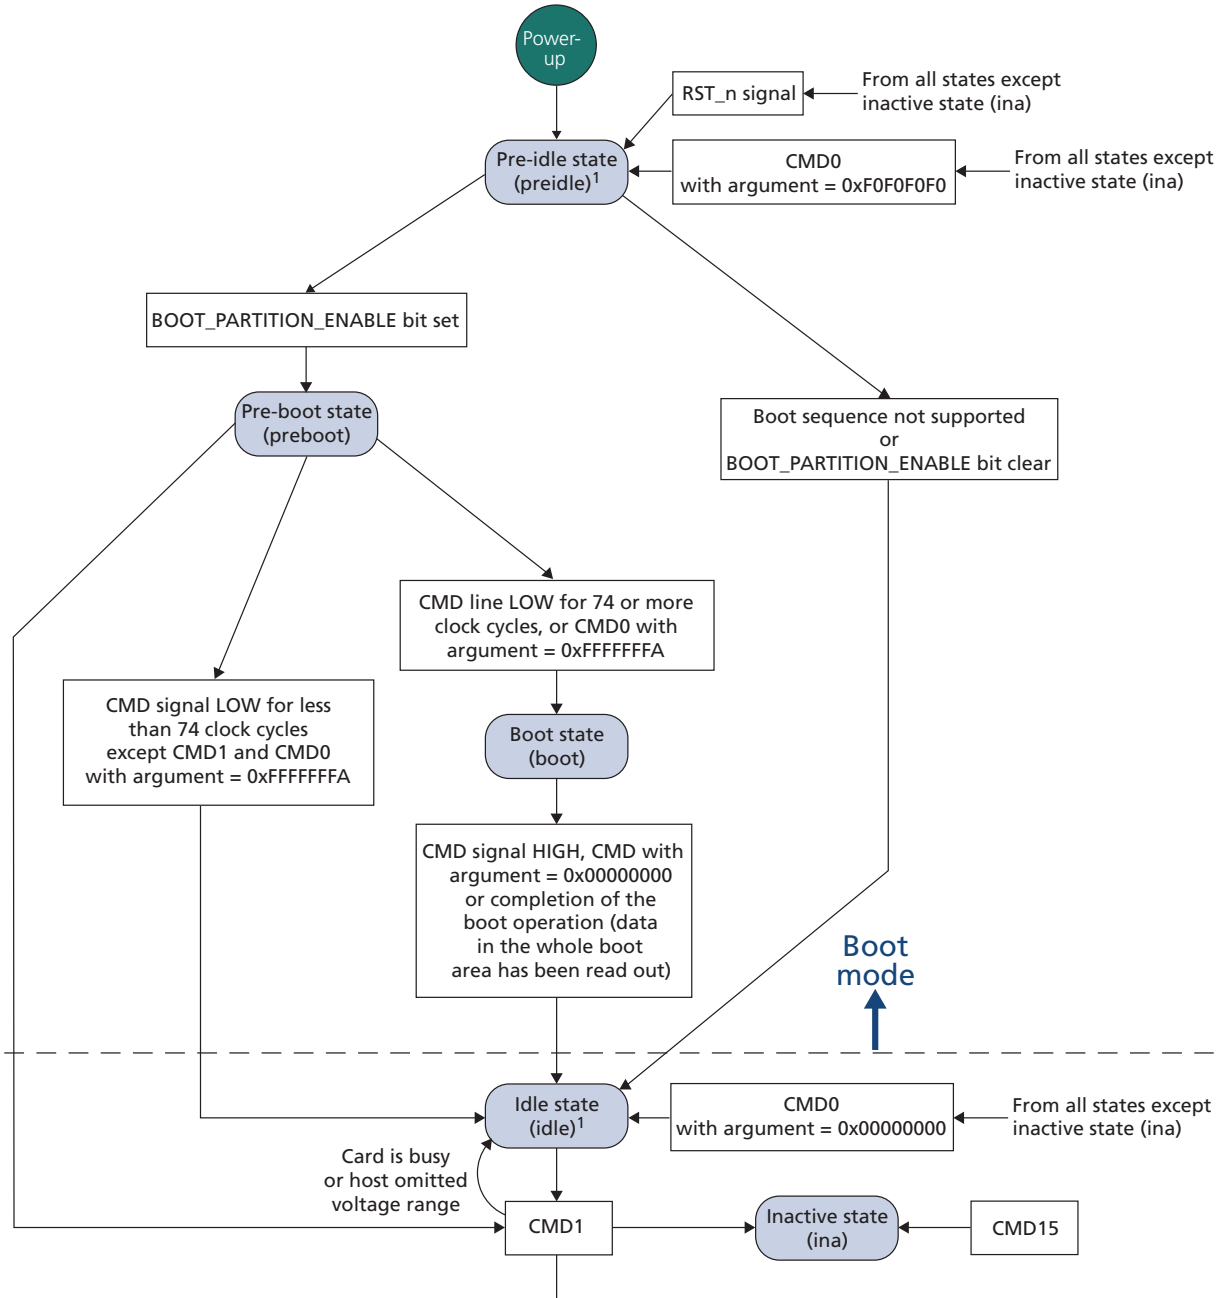 Power-
up
RST_n signal
From all states except
inactive state (ina)
Pre-idle state
(preidle)1
CMD0
with argument = 0xF0F0F0F0
From all states except
inactive state (ina)
BOOT_PARTITION_ENABLE bit set
Pre-boot state
(preboot)
Boot sequence not supported
or
BOOT_PARTITION_ENABLE bit clear
CMD line LOW for 74 or more
clock cycles, or CMD0 with
argument = 0xFFFFFFFA
CMD signal LOW for less
than 74 clock cycles
except CMD1 and CMD0
with argument = 0xFFFFFFFA
Boot state
(boot)
CMD signal HIGH, CMD with
argument = 0x00000000
or completion of the
boot operation (data
in the whole boot
area has been read out)
Boot
mode
Idle state
(idle)1
CMD0
with argument = 0x00000000
From all states except
inactive state (ina)
Card is busy
or host omitted
voltage range
CMD1
Inactive state
(ina)
CMD15